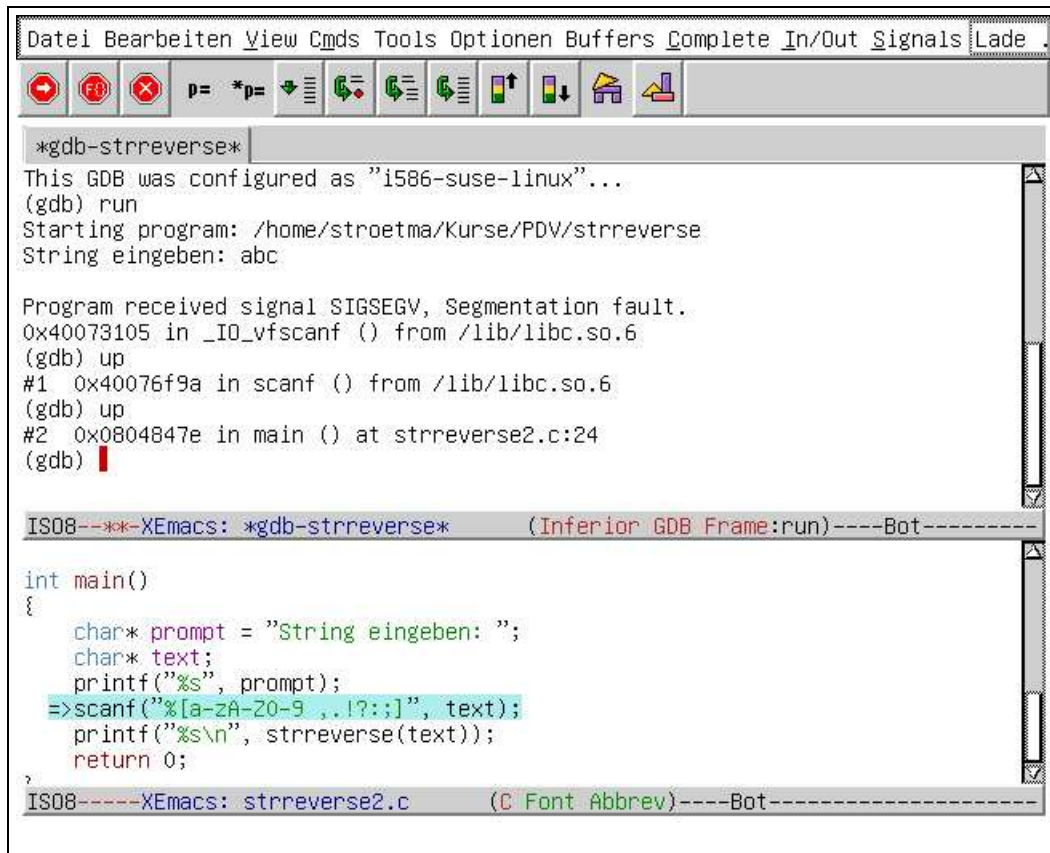 Datei Bearbeiten View Cmds Tools Optionen Buffers Complete In/Out Signals Lade .
p= *p=
*gdb-strreverse*
This GDB was configured as "i586-suse-linux"...
(gdb) run
Starting program: /home/stroetma/Kurse/PDV/strreverse
String eingeben: abc
Program received signal SIGSEGV, Segmentation fault.
0x40073105 in _IO_vfscanf () from /lib/libc.so.6
(gdb) up
#1  0x40076f9a in scanf () from /lib/libc.so.6
(gdb) up
#2  0x0804847e in main () at strreverse2.c:24
(gdb)
ISO8--**-XEmacs: *gdb-strreverse*      (Inferior GDB Frame:run)----Bot---------
int main()
{
    char* prompt = "String eingeben: ";
    char* text;
    printf("%s", prompt);
  =>scanf("%[a-zA-Z0-9 ,.!?:;]", text);
    printf("%s\n", strreverse(text));
    return 0;
ISO8-----XEmacs: strreverse2.c      (C Font Abbrev)----Bot----------------------